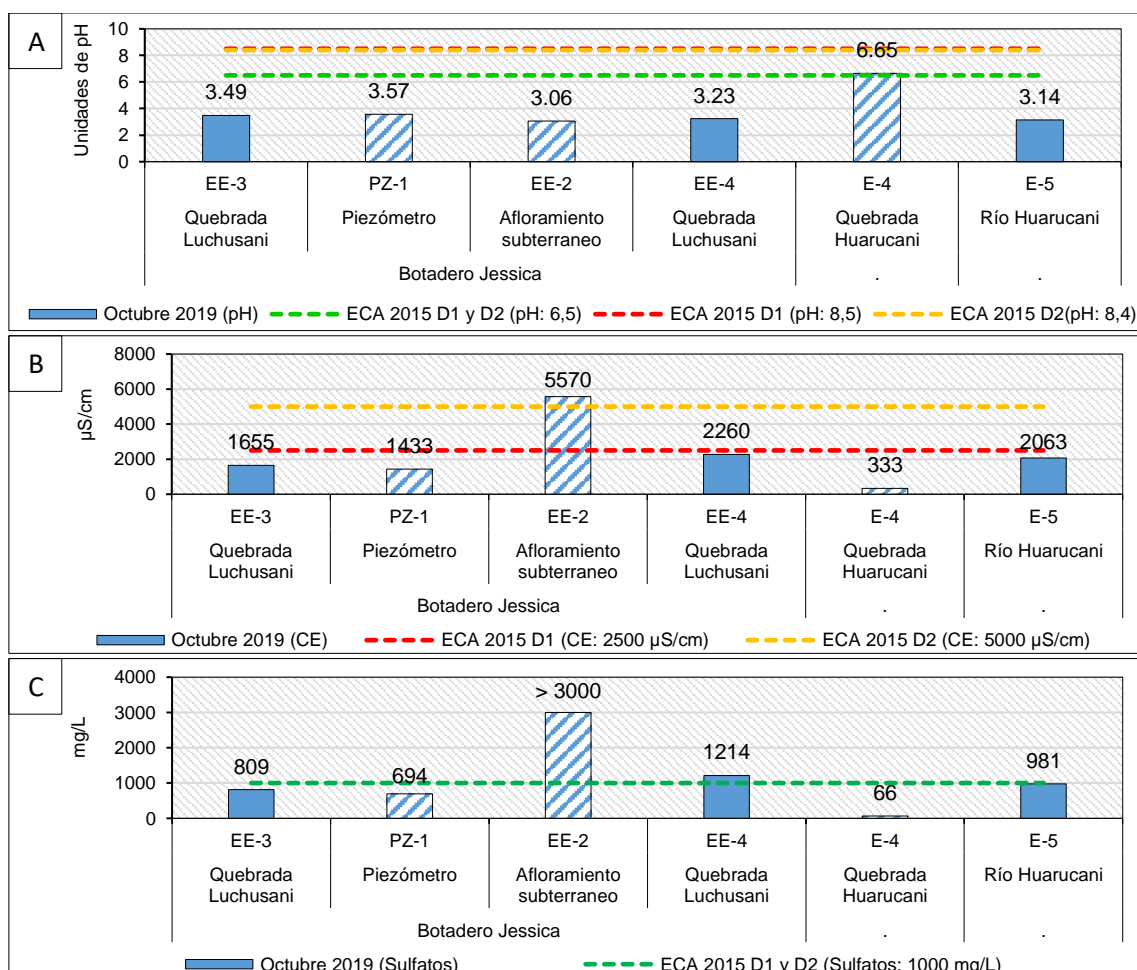 A
Unidades de pH
10
8
6
4
2
0
3.49
3.57
3.06
3.23
6.65
3.14
EE-3 PZ-1 EE-2 EE-4 E-4 E-5
Quebrada Luchusani
Piezómetro
Afloramiento subterraneo
Quebrada Luchusani
Quebrada Huarucani
Río Huarucani
Botadero Jessica . .
Octubre 2019 (pH) ECA 2015 D1 y D2 (pH: 6,5) ECA 2015 D1 (pH: 8,5) ECA 2015 D2(pH: 8,4)
B
µS/cm
8000
6000
4000
2000
0
1655
1433
5570
2260
333
2063
EE-3 PZ-1 EE-2 EE-4 E-4 E-5
Quebrada Luchusani
Piezómetro
Afloramiento subterraneo
Quebrada Luchusani
Quebrada Huarucani
Río Huarucani
Botadero Jessica . .
Octubre 2019 (CE) ECA 2015 D1 (CE: 2500 µS/cm) ECA 2015 D2 (CE: 5000 µS/cm)
C
mg/L
4000
3000
2000
1000
0
809
694
> 3000
1214
66
981
EE-3 PZ-1 EE-2 EE-4 E-4 E-5
Quebrada Luchusani
Piezómetro
Afloramiento subterraneo
Quebrada Luchusani
Quebrada Huarucani
Río Huarucani
Botadero Jessica . .
Octubre 2019 (Sulfatos) ECA 2015 D1 y D2 (Sulfatos: 1000 mg/L)